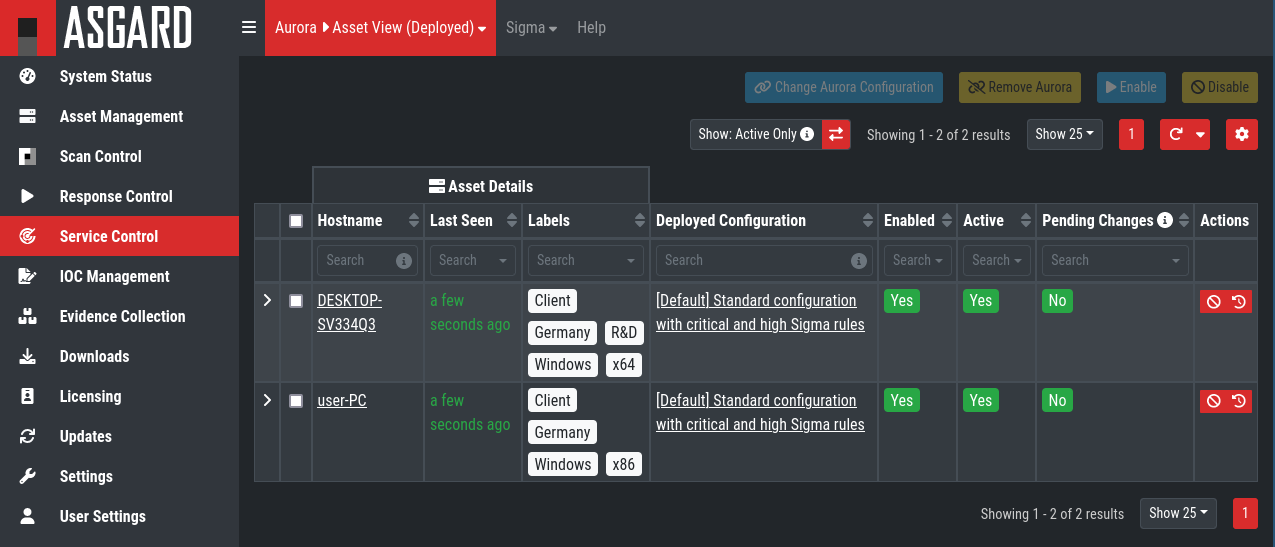 ASGARD
Aurora Asset View (Deployed)
Sigma
Help
System Status
Asset Management
Scan Control
Response Control
Service Control
IOC Management
Evidence Collection
Downloads
Licensing
Updates
Settings
User Settings
Change Aurora Configuration
Remove Aurora
Enable
Disable
Show: Active Only
Showing 1 - 2 of 2 results
Show 25
1
Asset Details
Hostname
Last Seen
Labels
Deployed Configuration
Enabled
Active
Pending Changes
Actions
Search
Search
Search
Search
Search
Search
Search
DESKTOP-
SV334Q3
a few
seconds ago
Client
Germany R&D
Windows x64
[Default] Standard configuration
with critical and high Sigma rules
Yes
Yes
No
user-PC
a few
seconds ago
Client
Germany
Windows x86
[Default] Standard configuration
with critical and high Sigma rules
Yes
Yes
No
Showing 1 - 2 of 2 results
Show 25
1